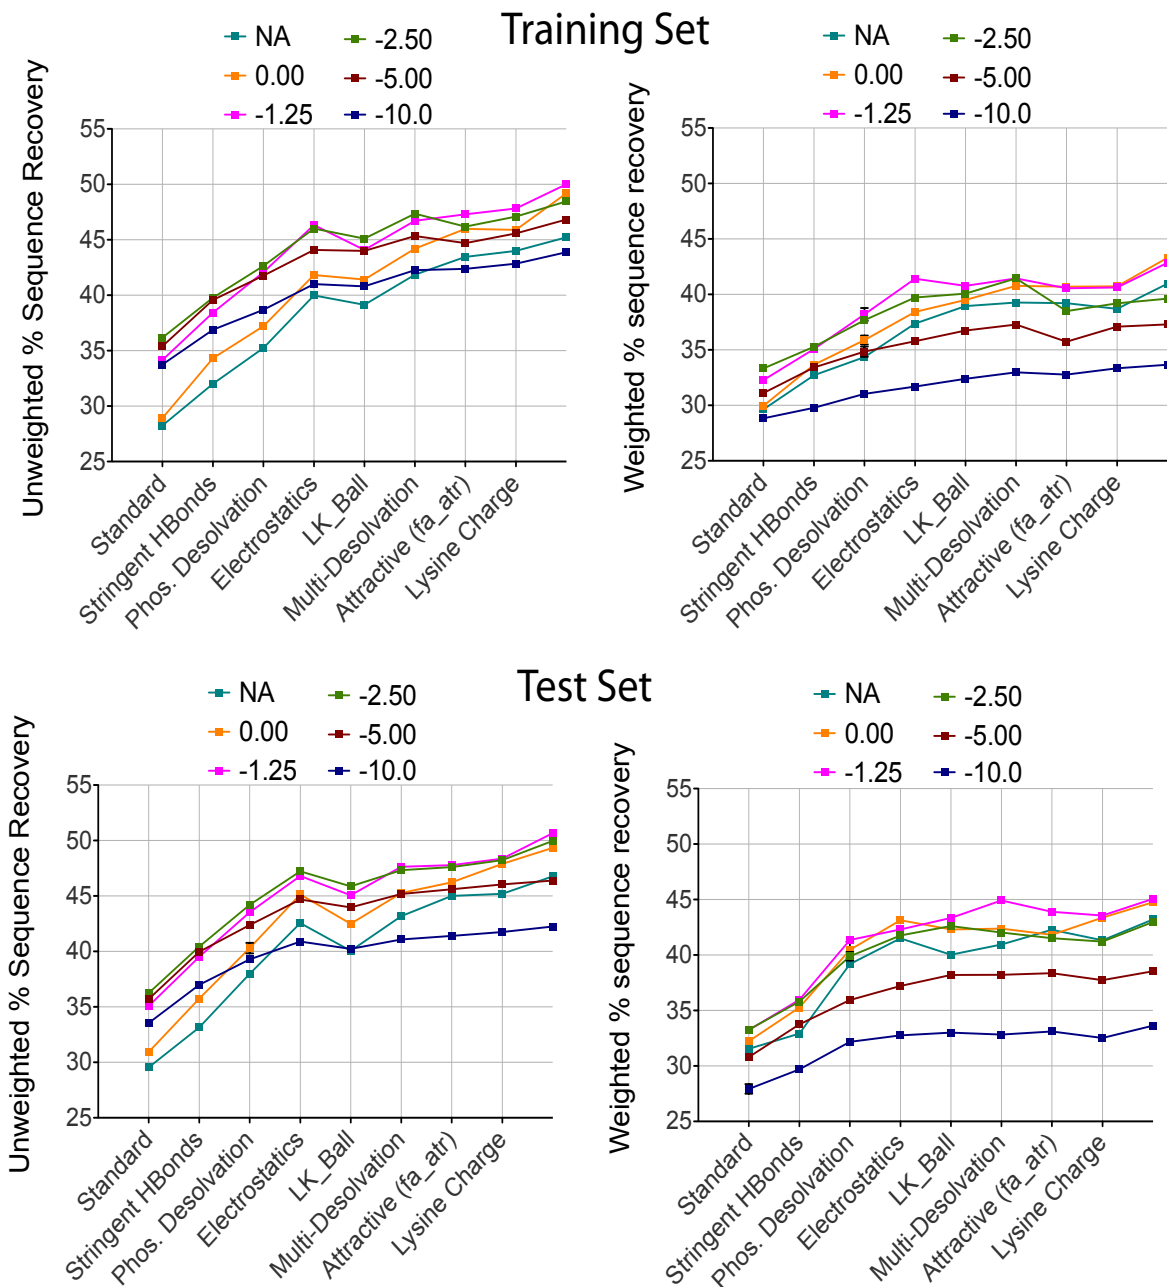 Training Set
NA
0.00
-1.25
-2.50
-5.00
-10.0
Unweighted % Sequence Recovery
55
50
45
40
35
30
25
Standard
Stringent HBonds
Phos. Desolvation
Electrostatics
LK_Ball
Multi-Desolvation
Attractive (fa_atr)
Lysine Charge
NA
0.00
-1.25
-2.50
-5.00
-10.0
Weighted % sequence recovery
55
50
45
40
35
30
25
Standard
Stringent HBonds
Phos. Desolvation
Electrostatics
LK_Ball
Multi-Desolvation
Attractive (fa_atr)
Lysine Charge
Test Set
NA
0.00
-1.25
-2.50
-5.00
-10.0
Unweighted % Sequence Recovery
55
50
45
40
35
30
25
Standard
Stringent HBonds
Phos. Desolvation
Electrostatics
LK_Ball
Multi-Desolvation
Attractive (fa_atr)
Lysine Charge
NA
0.00
-1.25
-2.50
-5.00
-10.0
Weighted % sequence recovery
55
50
45
40
35
30
25
Standard
Stringent HBonds
Phos. Desolvation
Electrostatics
LK_Ball
Multi-Desolvation
Attractive (fa_atr)
Lysine Charge